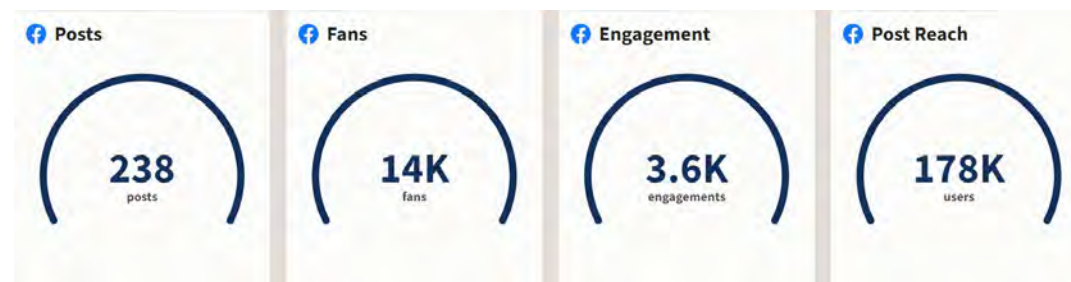 Posts
238
posts
Fans
14K
fans
Engagement
3.6K
engagements
Post Reach
178K
users